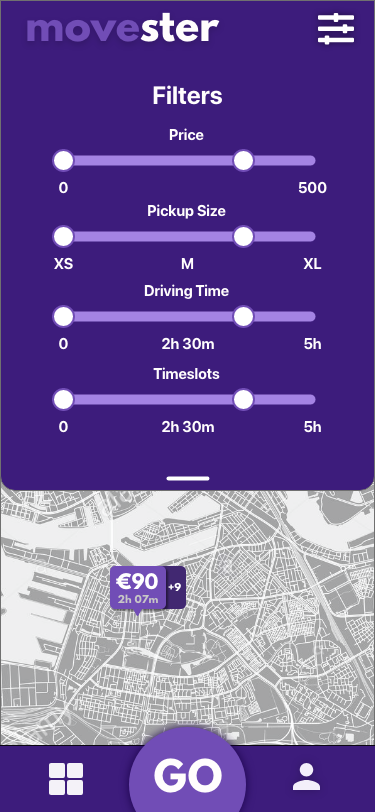 movester
Filters
Price
0 500
Pickup Size
XS M XL
Driving Time
0 2h 30m 5h
Timeslots
0 2h 30m 5h
€90 +9
2h 07m
GO